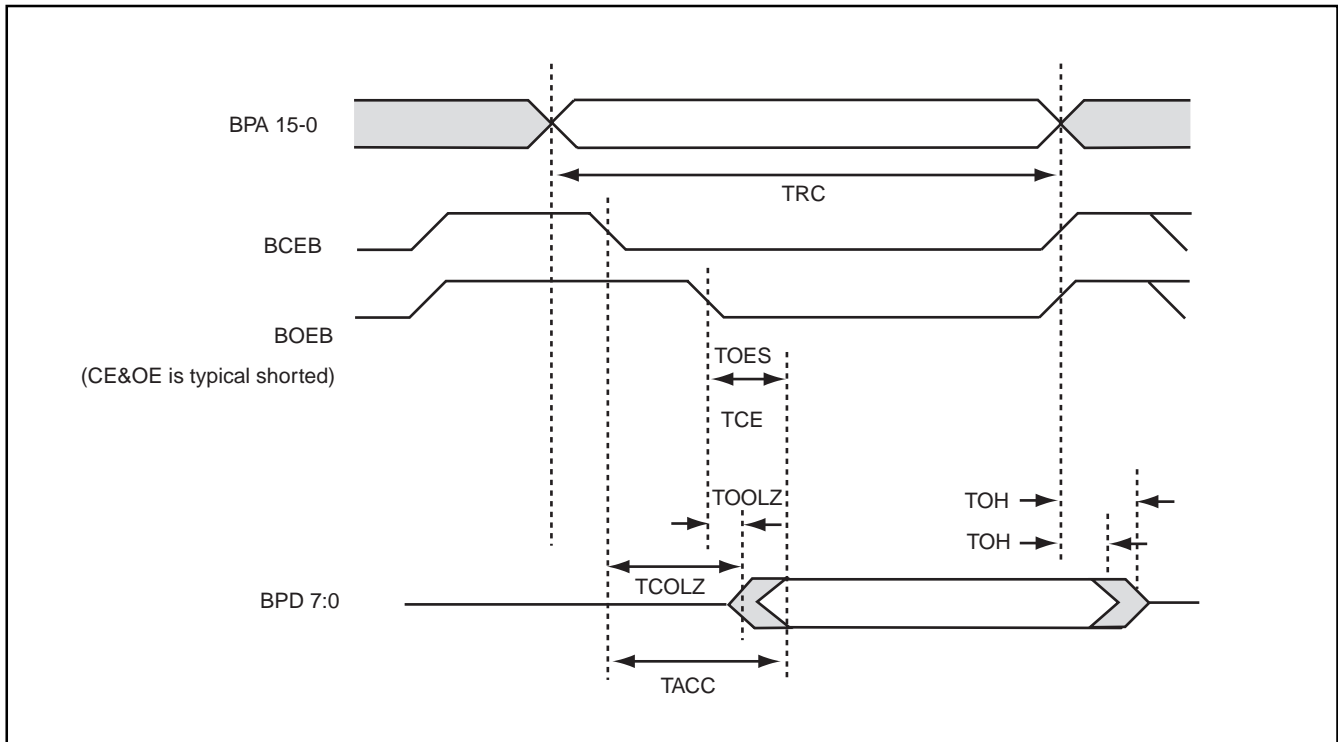 BPA 15-0
TRC
BCEB
BOEB
TOES
(CE&OE is typical shorted)
TCE
TOOLZ
TOH
TOH
TCOLZ
BPD 7:0
TACC